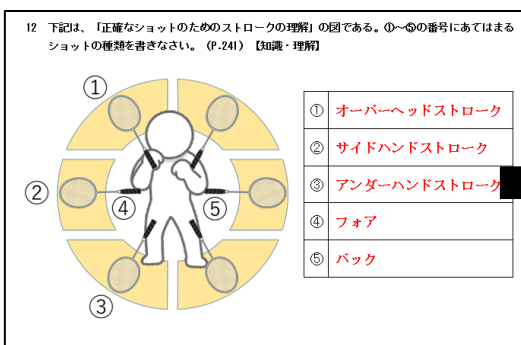 12 下記は、「正確なショットのためのストロークの理解」の図である。①～⑤の番号にあてはまる
ショットの種類を書きなさい。（P.241）【知識・理解】
①
②
③
④
⑤
① オーバーヘッドストローク
② サイドハンドストローク
③ アンダーハンドストローク
④ フォア
⑤ バック